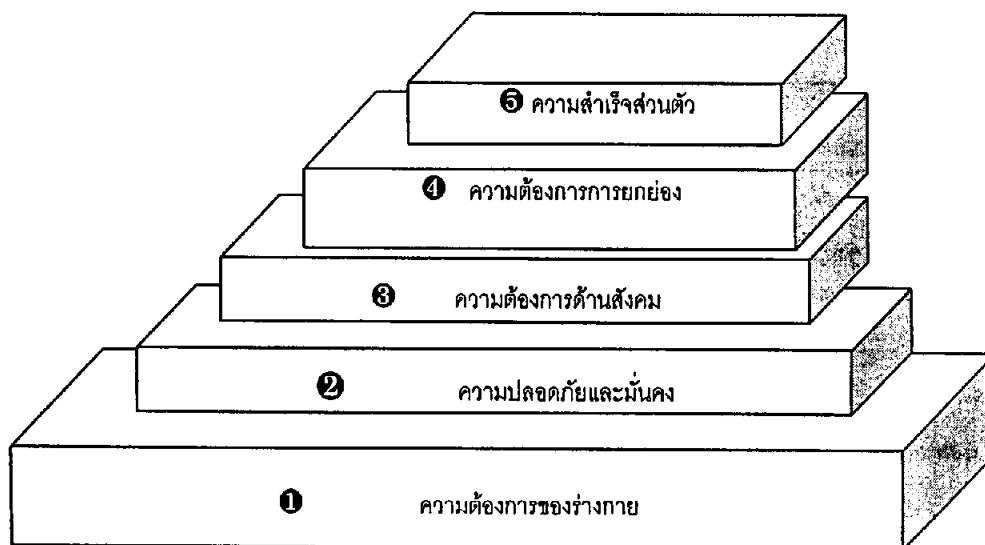 ❺ ความสำเร็จส่วนตัว
❹ ความต้องการการยกย่อง
❸ ความต้องการด้านสังคม
❷ ความปลอดภัยและมั่นคง
❶ ความต้องการของร่างกาย